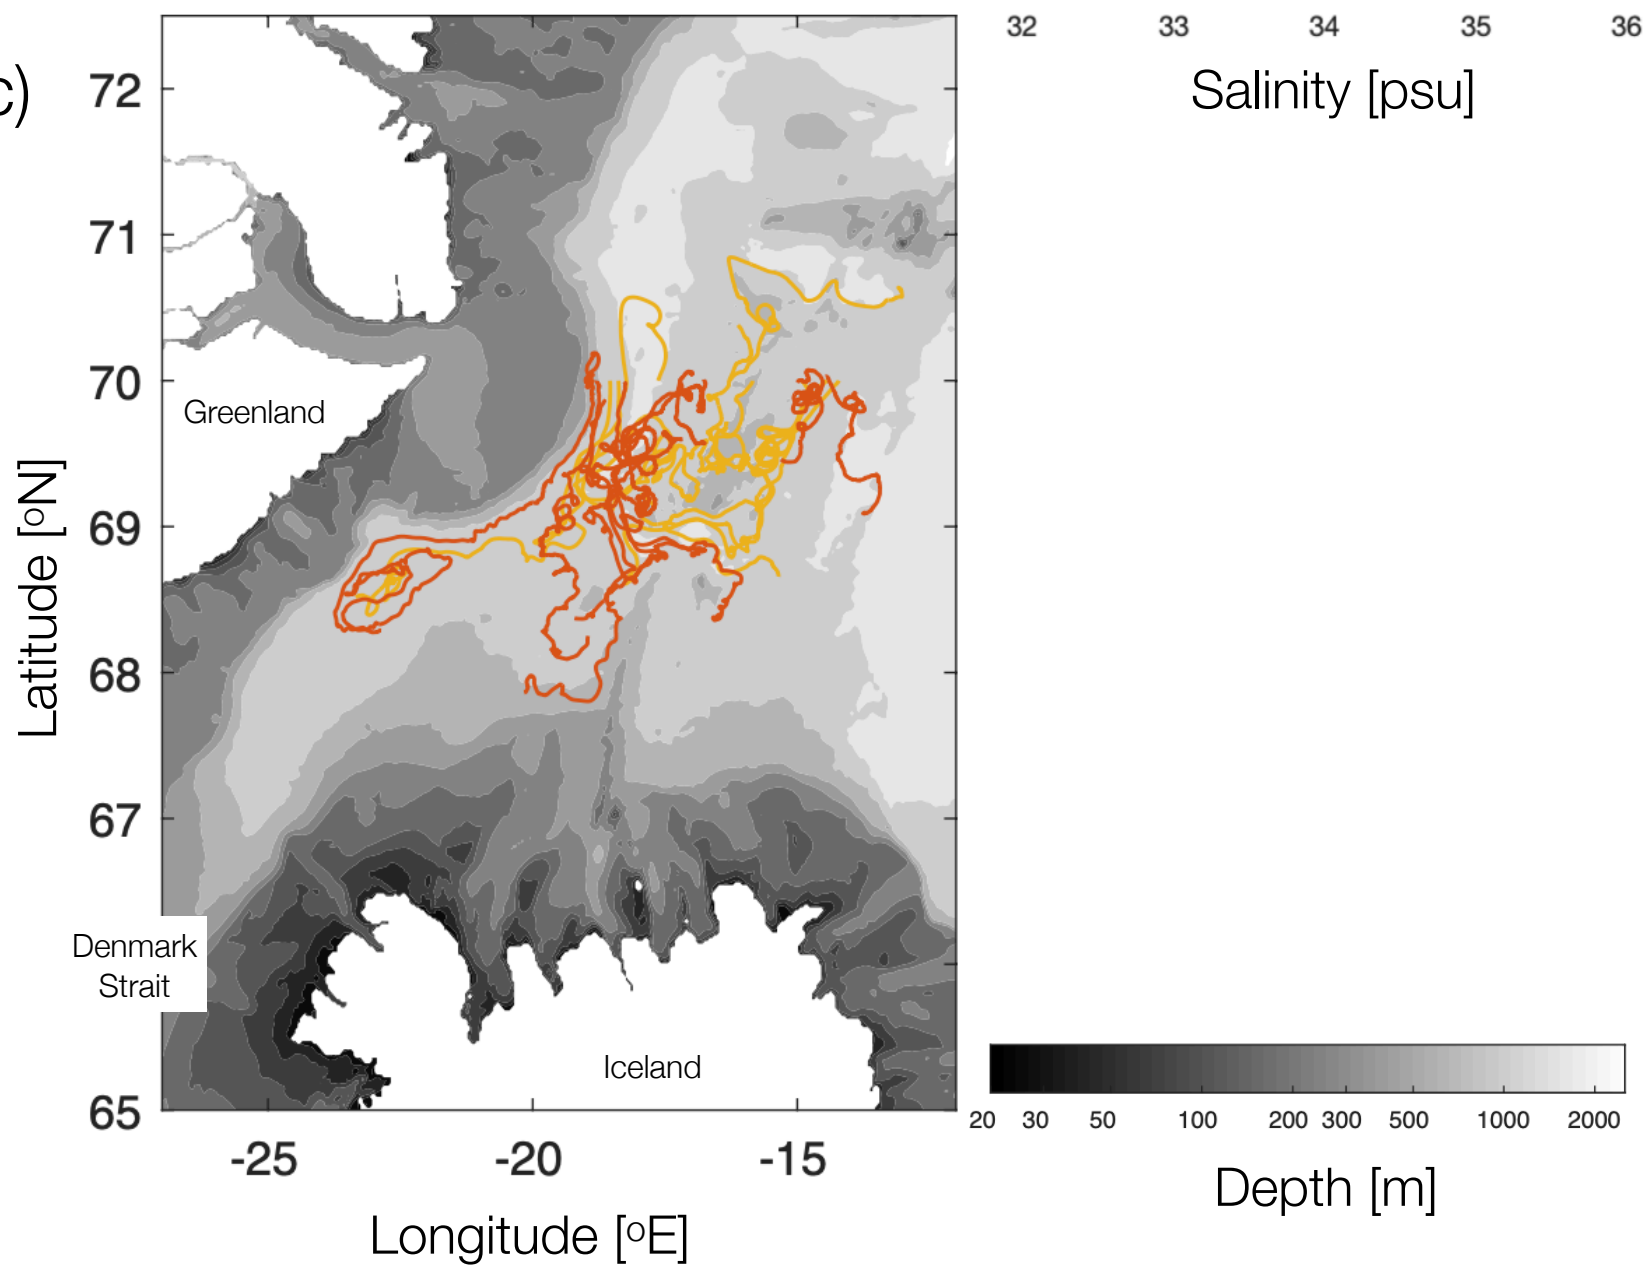 c)
32 33 34 35 36
Salinity [psu]
72
71
70
69
68
67
65
Latitude [oN]
Greenland
Denmark
Strait
Iceland
-25 -20 -15
Longitude [oE]
20 30 50 100 200 300 500 1000 2000
Depth [m]